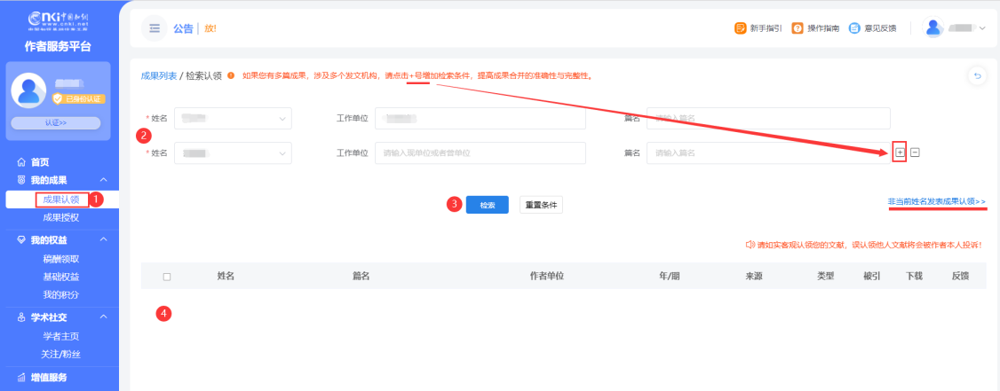 Cnki中国知网
www.cnki.net
作者服务平台
已身份认证
认证>>
首页
我的成果
成果认领 1
成果授权
我的权益
稿酬领取
基础权益
我的积分
学术社交
学者主页
关注/粉丝
增值服务
公告 | 放!
新手指引 操作指南 意见反馈
成果列表 / 检索认领 如果您有多篇成果，涉及多个发文机构，请点击+号增加检索条件，提高成果合并的准确性与完整性。
* 姓名 工作单位 篇名 请输入篇名
2
* 姓名 工作单位 请输入现单位或者曾单位 篇名 请输入篇名
3 检索 重置条件 非当前姓名发表成果认领>>
请如实客观认领您的文献，误认领他人文献将会被作者本人投诉！
姓名 篇名 作者单位 年/期 来源 类型 被引 下载 反馈
4